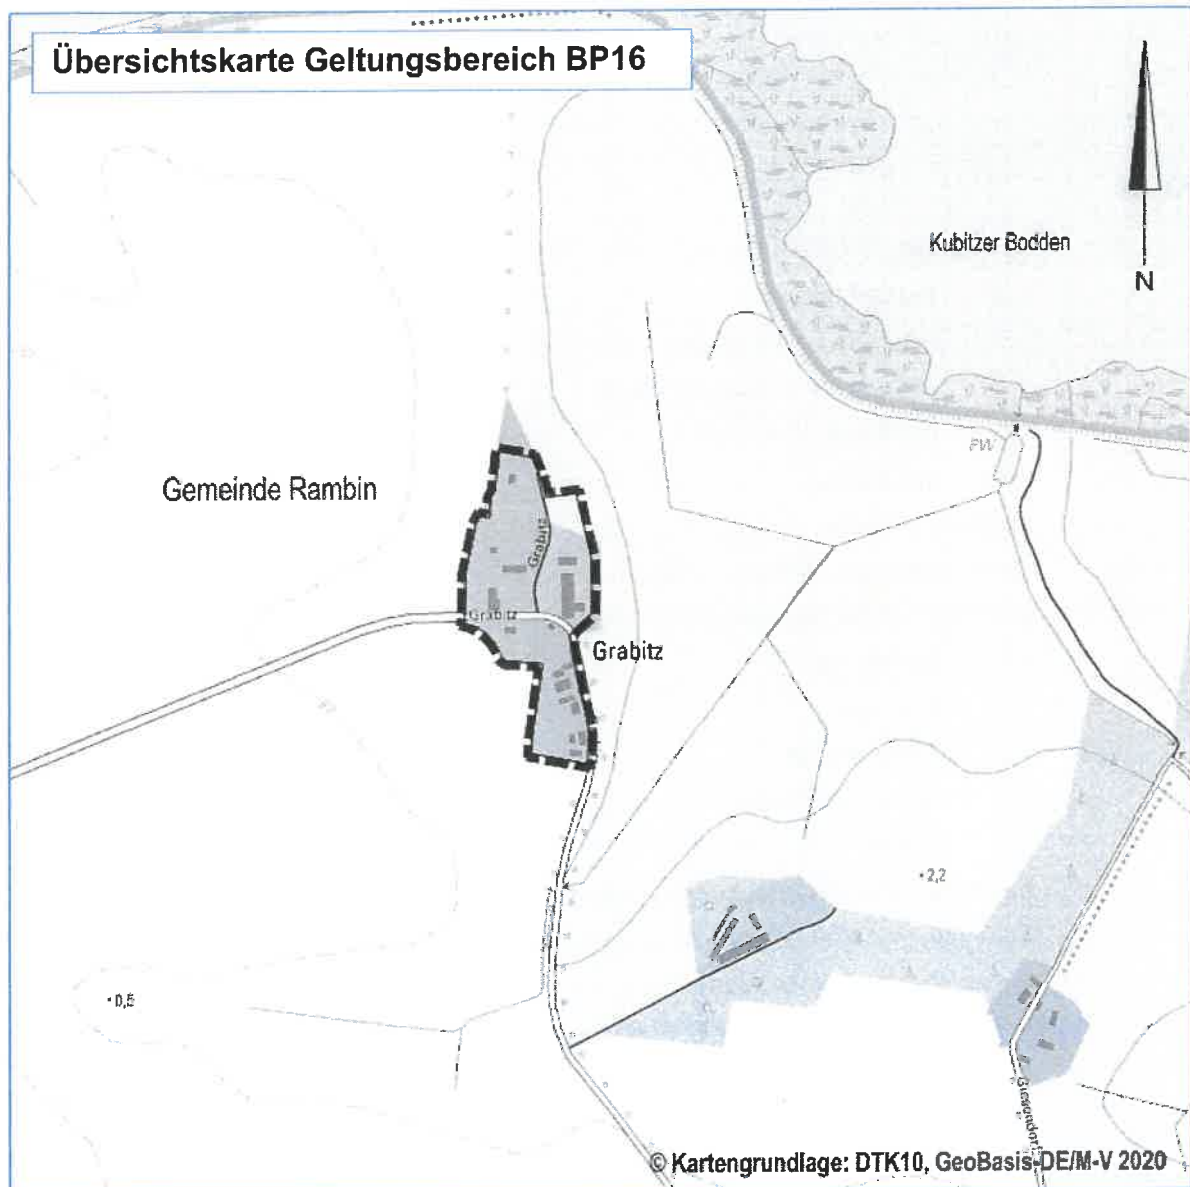 Übersichtskarte Geltungsbereich BP16
Kubitzer Bodden
N
PW
Gemeinde Rambin
Grabitz
Grabitz
Grabitz
2,2
0,5
© Kartengrundlage: DTK10, GeoBasis-DE/M-V 2020